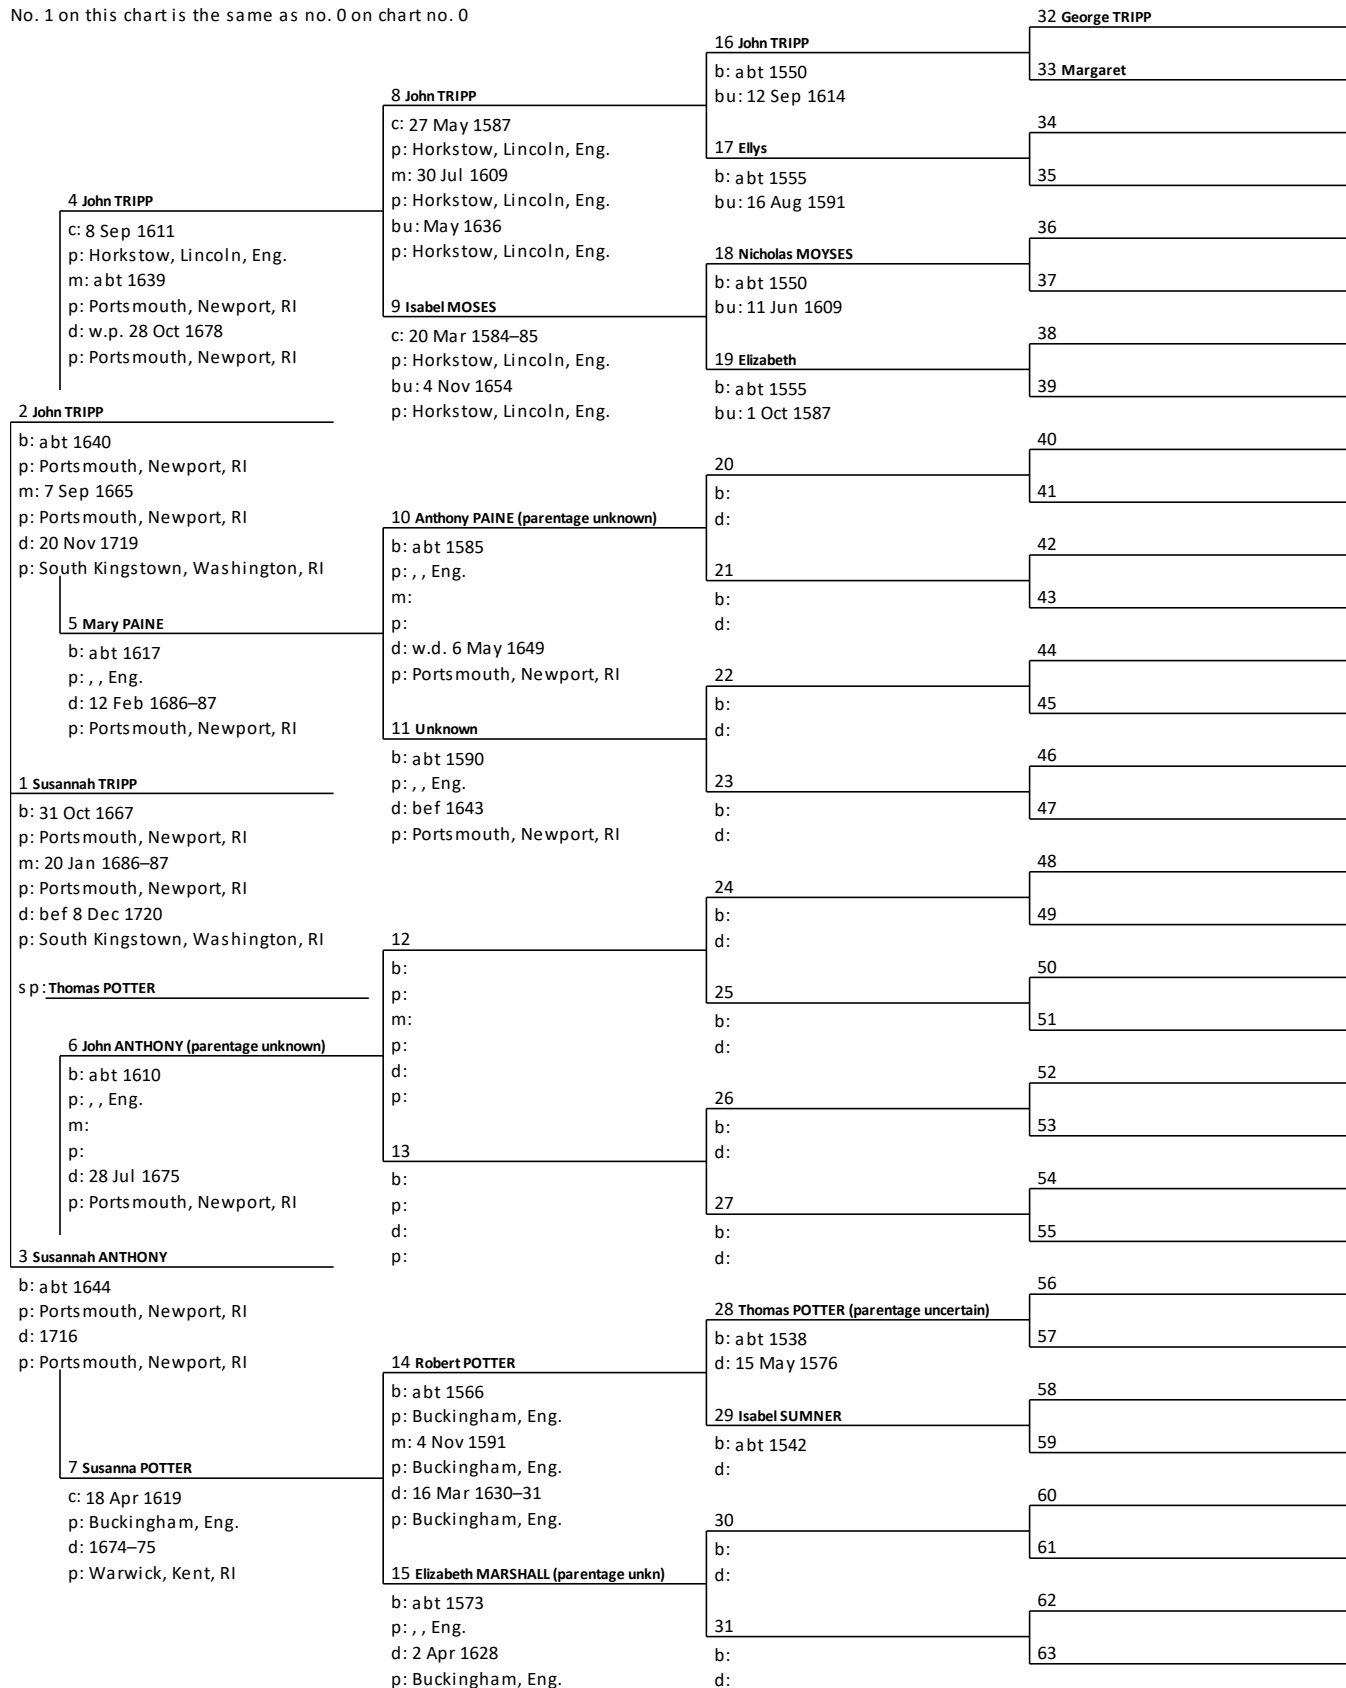 No. 1 on this chart is the same as no. 0 on chart no. 0
2 John TRIPP
b: abt 1640
p: Portsmouth, Newport, RI
m: 7 Sep 1665
p: Portsmouth, Newport, RI
d: 20 Nov 1719
p: South Kingstown, Washington, RI
1 Susannah TRIPP
b: 31 Oct 1667
p: Portsmouth, Newport, RI
m: 20 Jan 1686–87
p: Portsmouth, Newport, RI
d: bef 8 Dec 1720
p: South Kingstown, Washington, RI
sp: Thomas POTTER
3 Susannah ANTHONY
b: abt 1644
p: Portsmouth, Newport, RI
d: 1716
p: Portsmouth, Newport, RI
4 John TRIPP
c: 8 Sep 1611
p: Horkstow, Lincoln, Eng.
m: abt 1639
p: Portsmouth, Newport, RI
d: w.p. 28 Oct 1678
p: Portsmouth, Newport, RI
5 Mary PAINE
b: abt 1617
p: , , Eng.
d: 12 Feb 1686–87
p: Portsmouth, Newport, RI
6 John ANTHONY (parentage unknown)
b: abt 1610
p: , , Eng.
m:
p:
d: 28 Jul 1675
p: Portsmouth, Newport, RI
7 Susanna POTTER
c: 18 Apr 1619
p: Buckingham, Eng.
d: 1674–75
p: Warwick, Kent, RI
8 John TRIPP
c: 27 May 1587
p: Horkstow, Lincoln, Eng.
m: 30 Jul 1609
p: Horkstow, Lincoln, Eng.
bu: May 1636
p: Horkstow, Lincoln, Eng.
9 Isabel MOSES
c: 20 Mar 1584–85
p: Horkstow, Lincoln, Eng.
bu: 4 Nov 1654
p: Horkstow, Lincoln, Eng.
10 Anthony PAINE (parentage unknown)
b: abt 1585
p: , , Eng.
m:
p:
d: w.d. 6 May 1649
p: Portsmouth, Newport, RI
11 Unknown
b: abt 1590
p: , , Eng.
d: bef 1643
p: Portsmouth, Newport, RI
12
b:
p:
m:
p:
d:
p:
13
b:
p:
d:
p:
14 Robert POTTER
b: abt 1566
p: Buckingham, Eng.
m: 4 Nov 1591
p: Buckingham, Eng.
d: 16 Mar 1630–31
p: Buckingham, Eng.
15 Elizabeth MARSHALL (parentage unkn)
b: abt 1573
p: , , Eng.
d: 2 Apr 1628
p: Buckingham, Eng.
16 John TRIPP
b: abt 1550
bu: 12 Sep 1614
17 Ellys
b: abt 1555
bu: 16 Aug 1591
18 Nicholas MOYSES
b: abt 1550
bu: 11 Jun 1609
19 Elizabeth
b: abt 1555
bu: 1 Oct 1587
20
b:
d:
21
b:
d:
22
b:
d:
23
b:
d:
24
b:
d:
25
b:
d:
26
b:
d:
27
b:
d:
28 Thomas POTTER (parentage uncertain)
b: abt 1538
d: 15 May 1576
29 Isabel SUMNER
b: abt 1542
d:
30
b:
d:
31
b:
d:
32 George TRIPP
33 Margaret
34
35
36
37
38
39
40
41
42
43
44
45
46
47
48
49
50
51
52
53
54
55
56
57
58
59
60
61
62
63